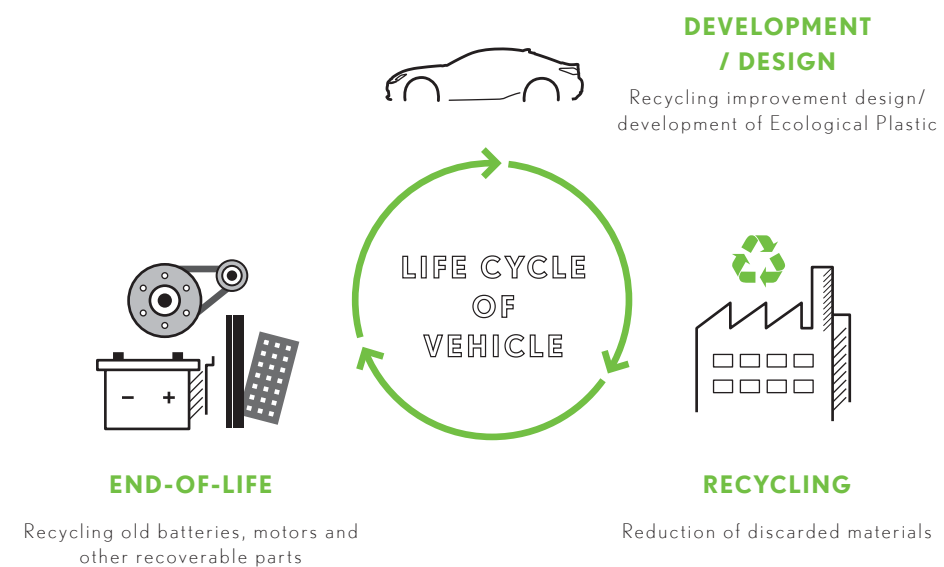 DEVELOPMENT
/ DESIGN
Recycling improvement design/
development of Ecological Plastic
LIFE CYCLE
OF
VEHICLE
END-OF-LIFE
Recycling old batteries, motors and
other recoverable parts
RECYCLING
Reduction of discarded materials